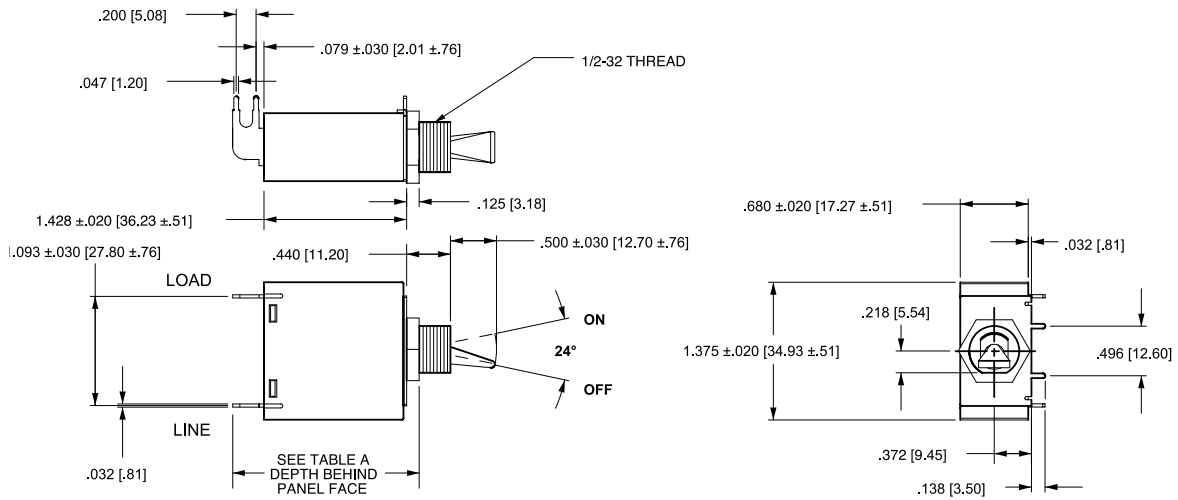 .200 [5.08]
.079 ±.030 [2.01 ±.76]
.047 [1.20]
1/2-32 THREAD
.125 [3.18]
1.428 ±.020 [36.23 ±.51]
.093 ±.030 [27.80 ±.76]
.440 [11.20]
.500 ±.030 [12.70 ±.76]
LOAD
ON
24°
OFF
LINE
.032 [.81]
SEE TABLE A
DEPTH BEHIND
PANEL FACE
.680 ±.020 [17.27 ±.51]
.032 [.81]
.218 [5.54]
1.375 ±.020 [34.93 ±.51]
.496 [12.60]
.372 [9.45]
.138 [3.50]